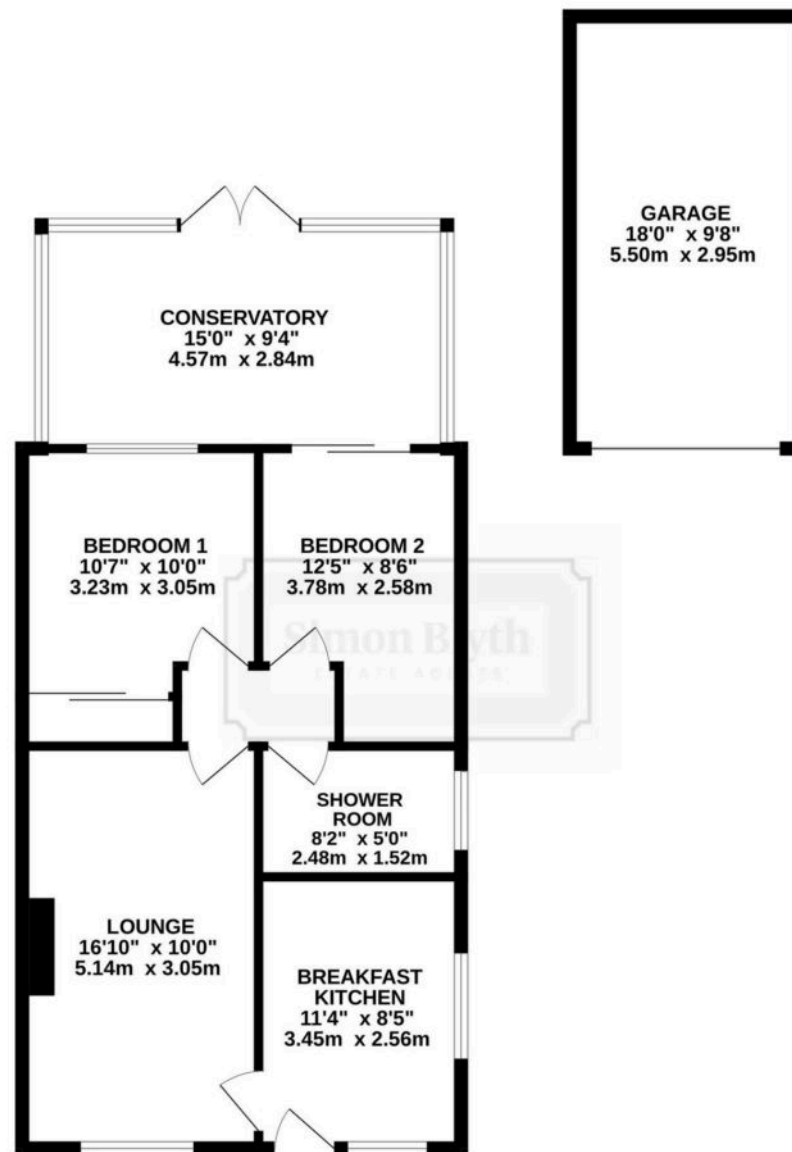 GARAGE
18'0" x 9'8"
5.50m x 2.95m
CONSERVATORY
15'0" x 9'4"
4.57m x 2.84m
BEDROOM 1
10'7" x 10'0"
3.23m x 3.05m
BEDROOM 2
12'5" x 8'6"
3.78m x 2.58m
Simon Blyth
ESTATE AGENTS
SHOWER
ROOM
8'2" x 5'0"
2.48m x 1.52m
LOUNGE
16'10" x 10'0"
5.14m x 3.05m
BREAKFAST
KITCHEN
11'4" x 8'5"
3.45m x 2.56m